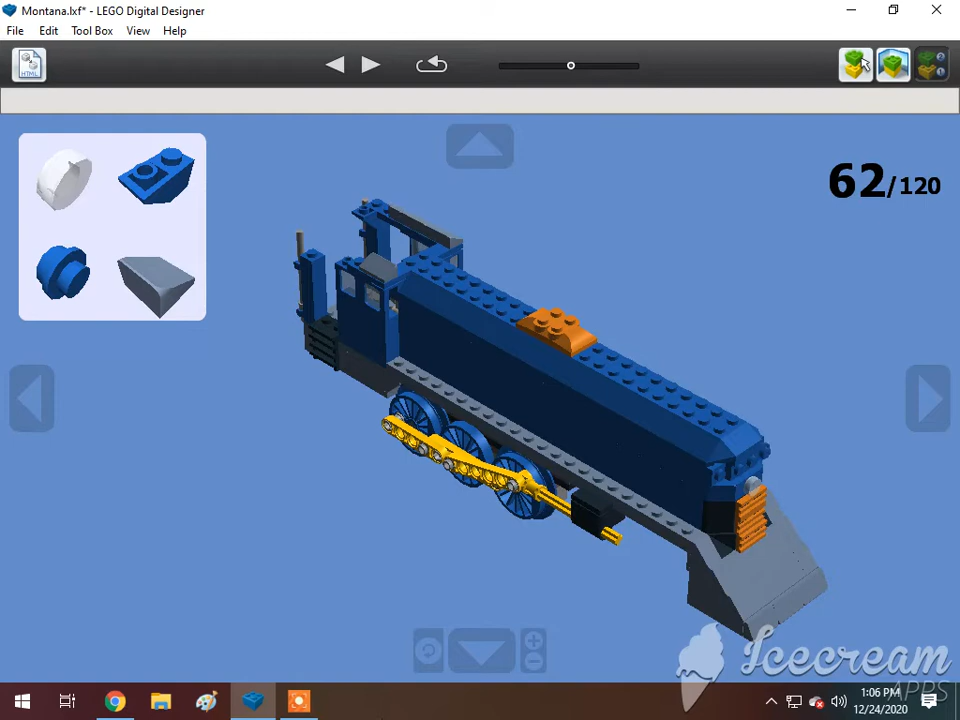 Montana.lxf* - LEGO Digital Designer
File Edit Tool Box View Help
HTML
62/120
Icecream
APPS
1:06 PM
12/24/2020